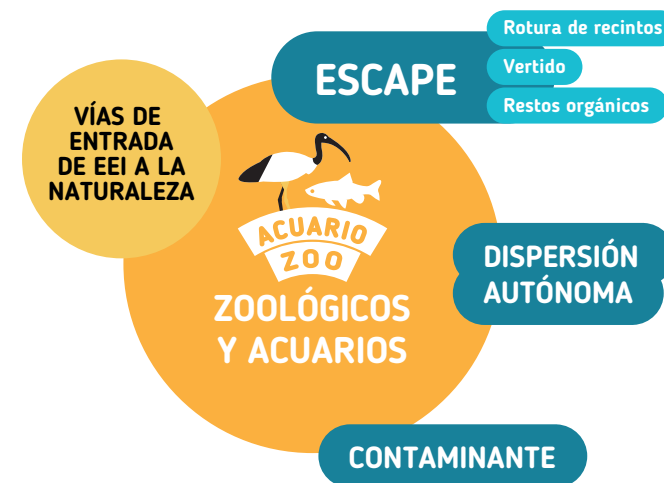 VÍAS DE
ENTRADA
DE EEI A LA
NATURALEZA
ESCAPE
Rotura de recintos
Vertido
Restos orgánicos
ACUARIO
ZOO
ZOOLÓGICOS
Y ACUARIOS
DISPERSIÓN
AUTÓNOMA
CONTAMINANTE